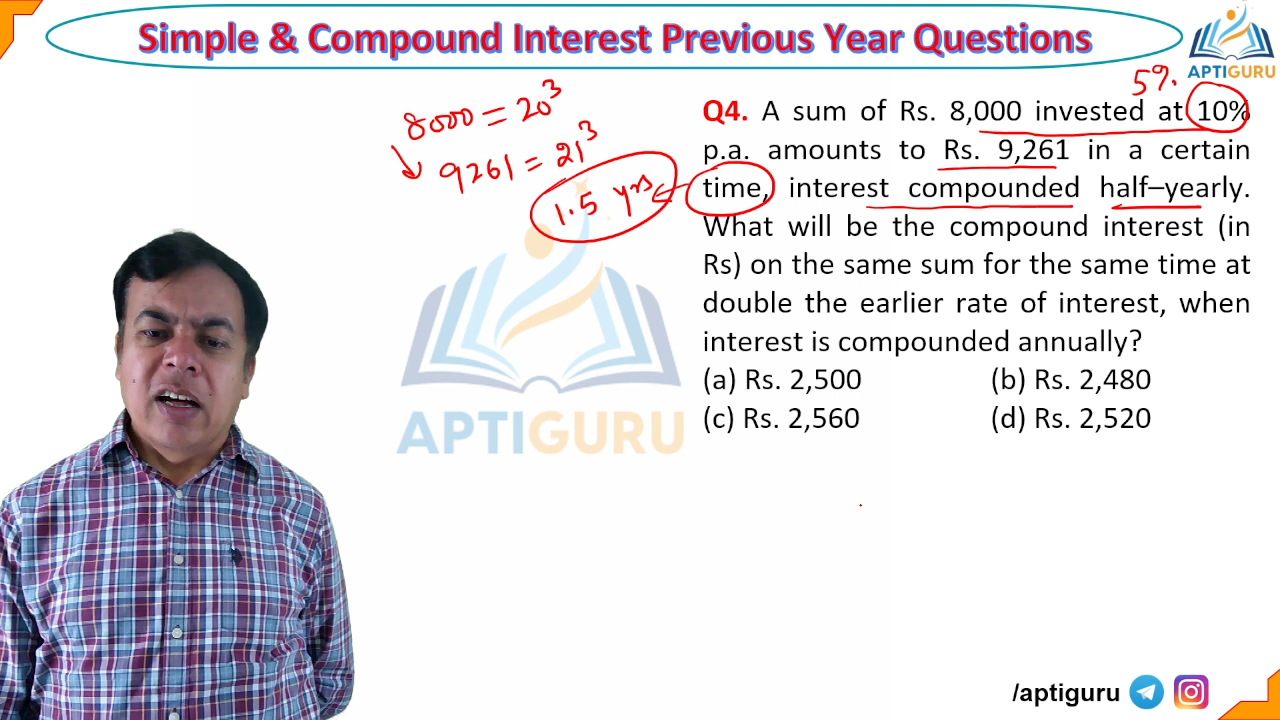 Simple & Compound Interest Previous Year Questions
APTIGURU
5%
8000 = 20³
9261 = 21³
1.5 yrs
Q4. A sum of Rs. 8,000 invested at 10%
p.a. amounts to Rs. 9,261 in a certain
time, interest compounded half–yearly.
What will be the compound interest (in
Rs) on the same sum for the same time at
double the earlier rate of interest, when
interest is compounded annually?
(a) Rs. 2,500 (b) Rs. 2,480
(c) Rs. 2,560 (d) Rs. 2,520
APTIGURU
/aptiguru